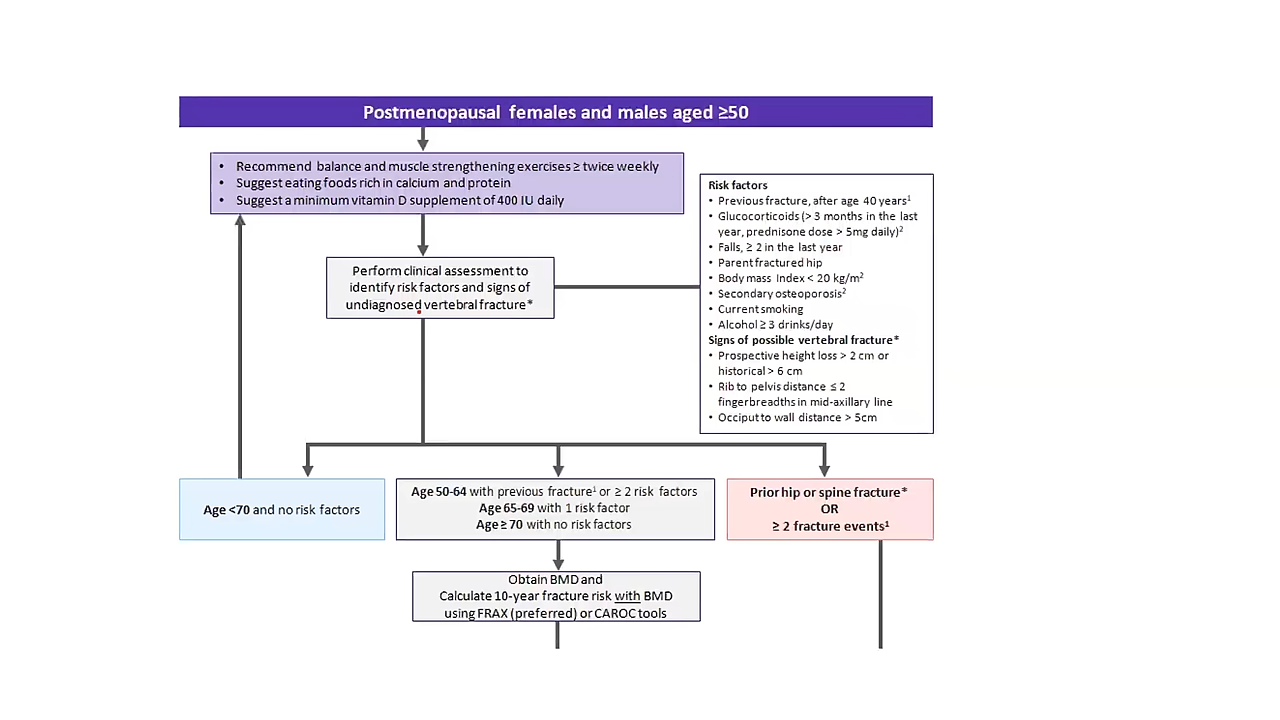 Postmenopausal females and males aged ≥50
• Recommend balance and muscle strengthening exercises ≥ twice weekly
• Suggest eating foods rich in calcium and protein
• Suggest a minimum vitamin D supplement of 400 IU daily
Perform clinical assessment to
identify risk factors and signs of
undiagnosed vertebral fracture*
Risk factors
• Previous fracture, after age 40 years¹
• Glucocorticoids (> 3 months in the last
year, prednisone dose > 5mg daily)²
• Falls, ≥ 2 in the last year
• Parent fractured hip
• Body mass Index < 20 kg/m²
• Secondary osteoporosis²
• Current smoking
• Alcohol ≥ 3 drinks/day
Signs of possible vertebral fracture*
• Prospective height loss > 2 cm or
historical > 6 cm
• Rib to pelvis distance ≤ 2
fingerbreadths in mid-axillary line
• Occiput to wall distance > 5cm
Age <70 and no risk factors
Age 50-64 with previous fracture¹ or ≥ 2 risk factors
Age 65-69 with 1 risk factor
Age ≥ 70 with no risk factors
Prior hip or spine fracture*
OR
≥ 2 fracture events¹
Obtain BMD and
Calculate 10-year fracture risk with BMD
using FRAX (preferred) or CAROC tools